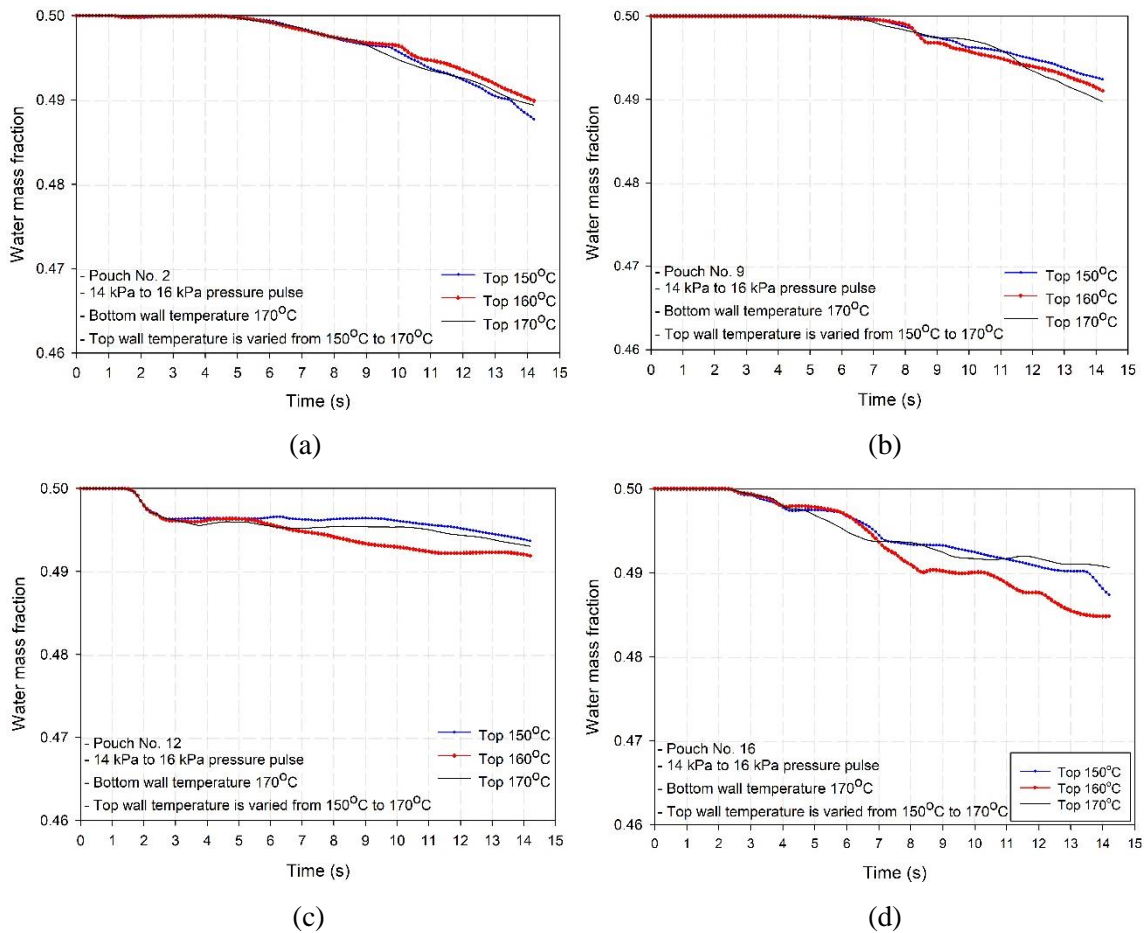 0.50
0.49
0.48
0.47
0.46
Water mass fraction
- Pouch No. 2
- 14 kPa to 16 kPa pressure pulse
- Bottom wall temperature 170°C
- Top wall temperature is varied from 150°C to 170°C
Top 150°C
Top 160°C
Top 170°C
0 1 2 3 4 5 6 7 8 9 10 11 12 13 14 15
Time (s)
(a)
0.50
0.49
0.48
0.47
0.46
Water mass fraction
- Pouch No. 9
- 14 kPa to 16 kPa pressure pulse
- Bottom wall temperature 170°C
- Top wall temperature is varied from 150°C to 170°C
Top 150°C
Top 160°C
Top 170°C
0 1 2 3 4 5 6 7 8 9 10 11 12 13 14 15
Time (s)
(b)
0.50
0.49
0.48
0.47
0.46
Water mass fraction
- Pouch No. 12
- 14 kPa to 16 kPa pressure pulse
- Bottom wall temperature 170°C
- Top wall temperature is varied from 150°C to 170°C
Top 150°C
Top 160°C
Top 170°C
0 1 2 3 4 5 6 7 8 9 10 11 12 13 14 15
Time (s)
(c)
0.50
0.49
0.48
0.47
0.46
Water mass fraction
- Pouch No. 16
- 14 kPa to 16 kPa pressure pulse
- Bottom wall temperature 170°C
- Top wall temperature is varied from 150°C to 170°C
Top 150°C
Top 160°C
Top 170°C
0 1 2 3 4 5 6 7 8 9 10 11 12 13 14 15
Time (s)
(d)